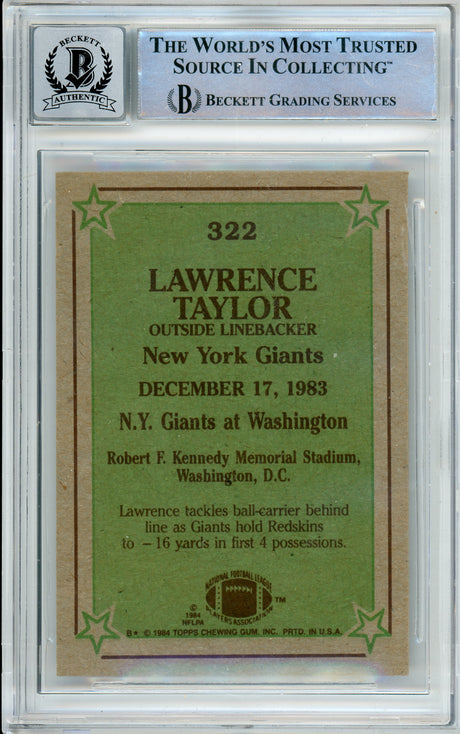 BECKETT
B
AUTHENTIC
THE WORLD'S MOST TRUSTED
SOURCE IN COLLECTING™
B BECKETT GRADING SERVICES
322
LAWRENCE
TAYLOR
OUTSIDE LINEBACKER
New York Giants
DECEMBER 17, 1983
N.Y. Giants at Washington
Robert F. Kennedy Memorial Stadium,
Washington, D.C.
Lawrence tackles ball-carrier behind
line as Giants hold Redskins
to – 16 yards in first 4 possessions.
NATIONAL FOOTBALL LEAGUE
PLAYERS ASSOCIATION
TM
©
1984
NFLPA
B* © 1984 TOPPS CHEWING GUM, INC. PRTD. IN U.S.A.